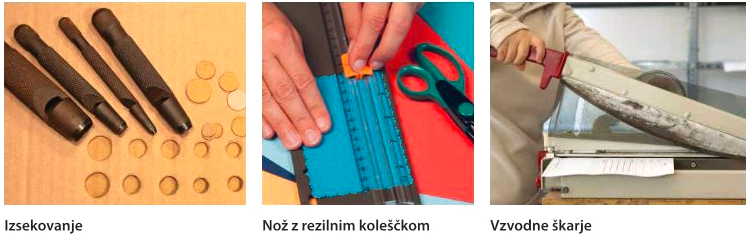 Izsekovanje
Nož z rezilnim koleščkom
Vzvodne škarje